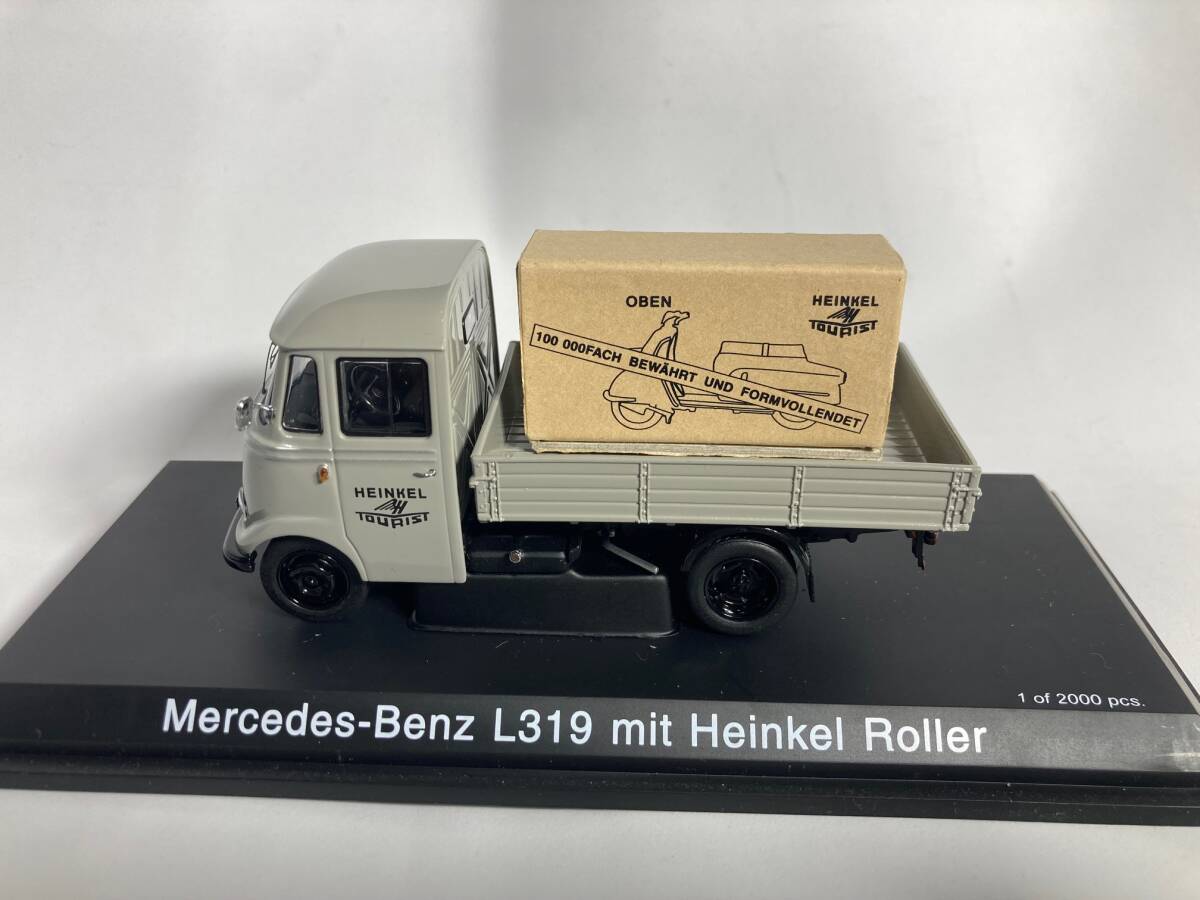 OBEN
HEINKEL
TOURIST
100 000FACH BEWÄHRT UND FORMVOLLENDET
HEINKEL
TOURIST
1 of 2000 pcs.
Mercedes-Benz L319 mit Heinkel Roller